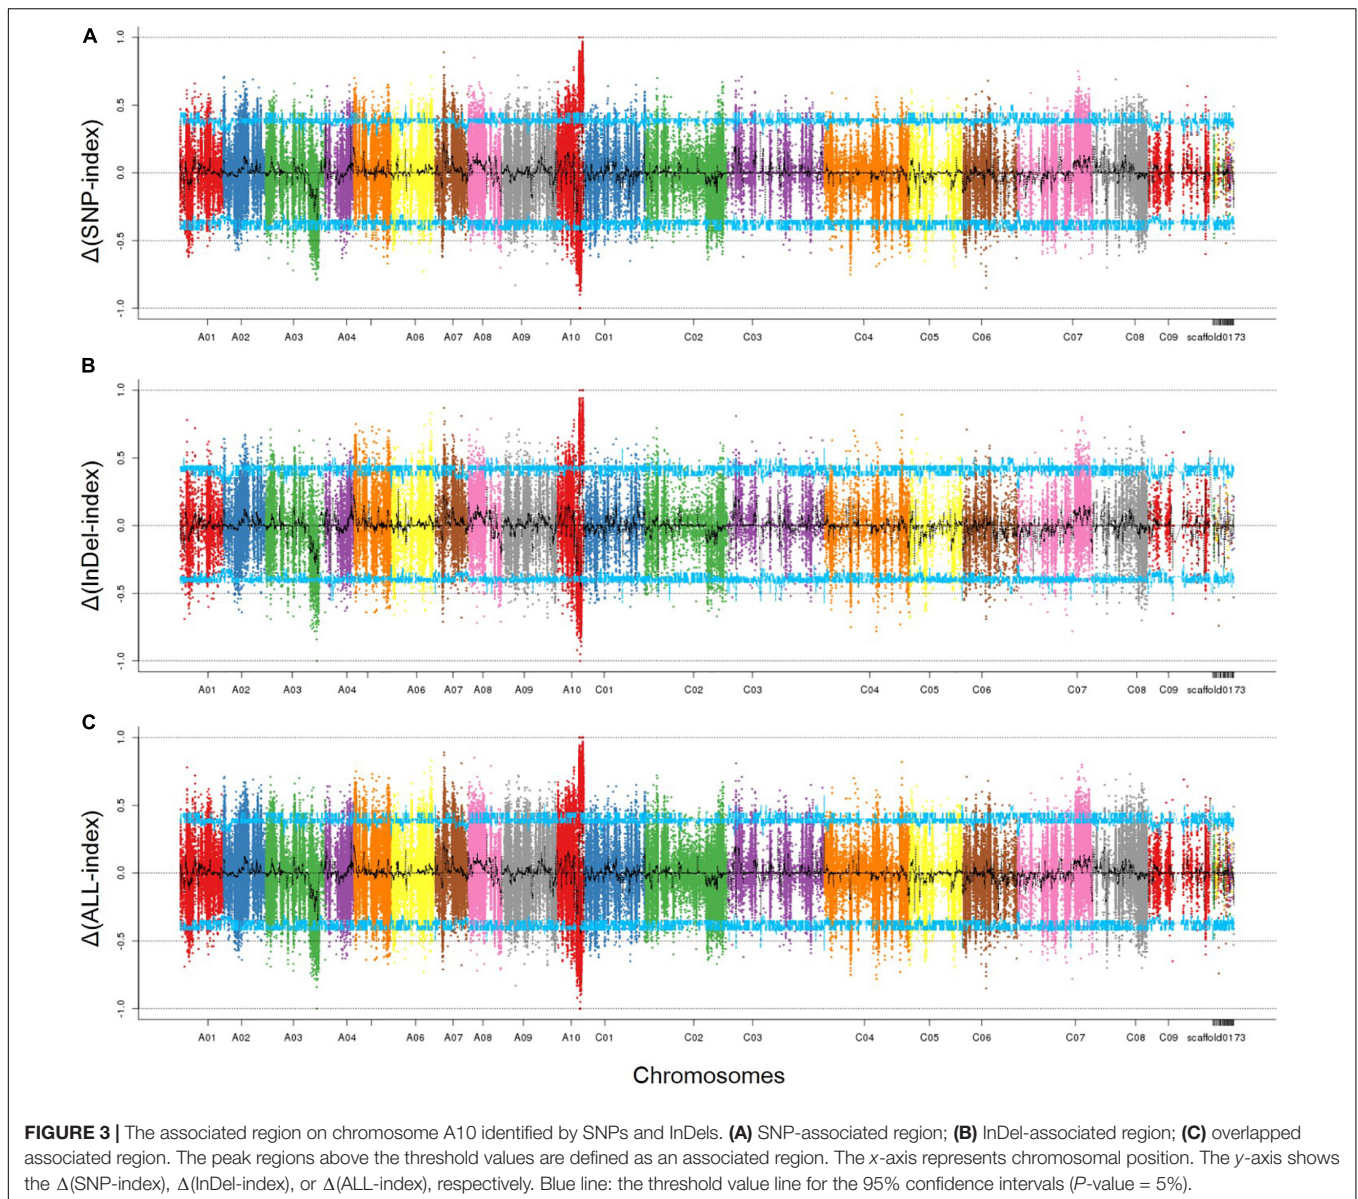 A
Δ(SNP-index)
1.0
0.5
0.0
-0.5
-1.0
A01 A02 A03 A04 A06 A07 A08 A09 A10 C01 C02 C03 C04 C05 C06 C07 C08 C09 scaffold0173
B
Δ(InDel-index)
1.0
0.5
0.0
-0.5
-1.0
A01 A02 A03 A04 A06 A07 A08 A09 A10 C01 C02 C03 C04 C05 C06 C07 C08 C09 scaffold0173
C
Δ(ALL-index)
1.0
0.5
0.0
-0.5
-1.0
A01 A02 A03 A04 A06 A07 A08 A09 A10 C01 C02 C03 C04 C05 C06 C07 C08 C09 scaffold0173
Chromosomes
FIGURE 3 | The associated region on chromosome A10 identified by SNPs and InDels. (A) SNP-associated region; (B) InDel-associated region; (C) overlapped
associated region. The peak regions above the threshold values are defined as an associated region. The x-axis represents chromosomal position. The y-axis shows
the Δ(SNP-index), Δ(InDel-index), or Δ(ALL-index), respectively. Blue line: the threshold value line for the 95% confidence intervals (P-value = 5%).